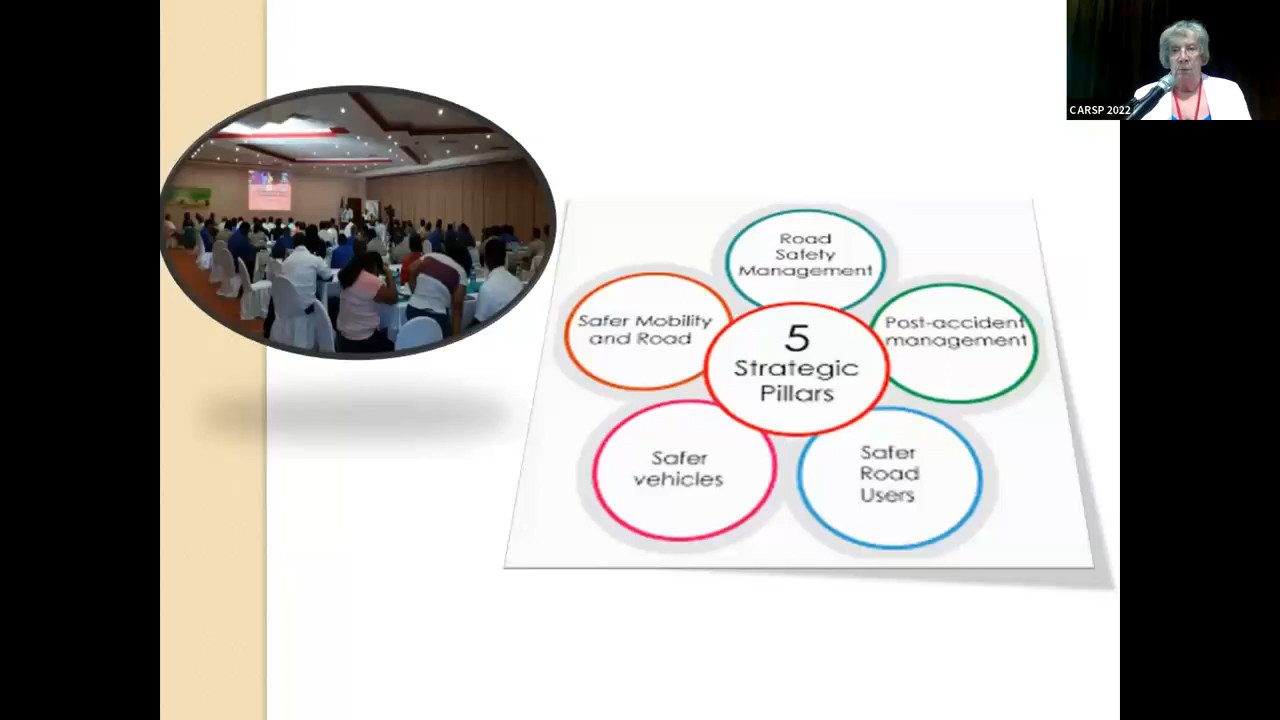 CARSP 2022
Road
Safety
Management
Safer Mobility
and Road
Post-accident
management
5
Strategic
Pillars
Safer
vehicles
Safer
Road
Users